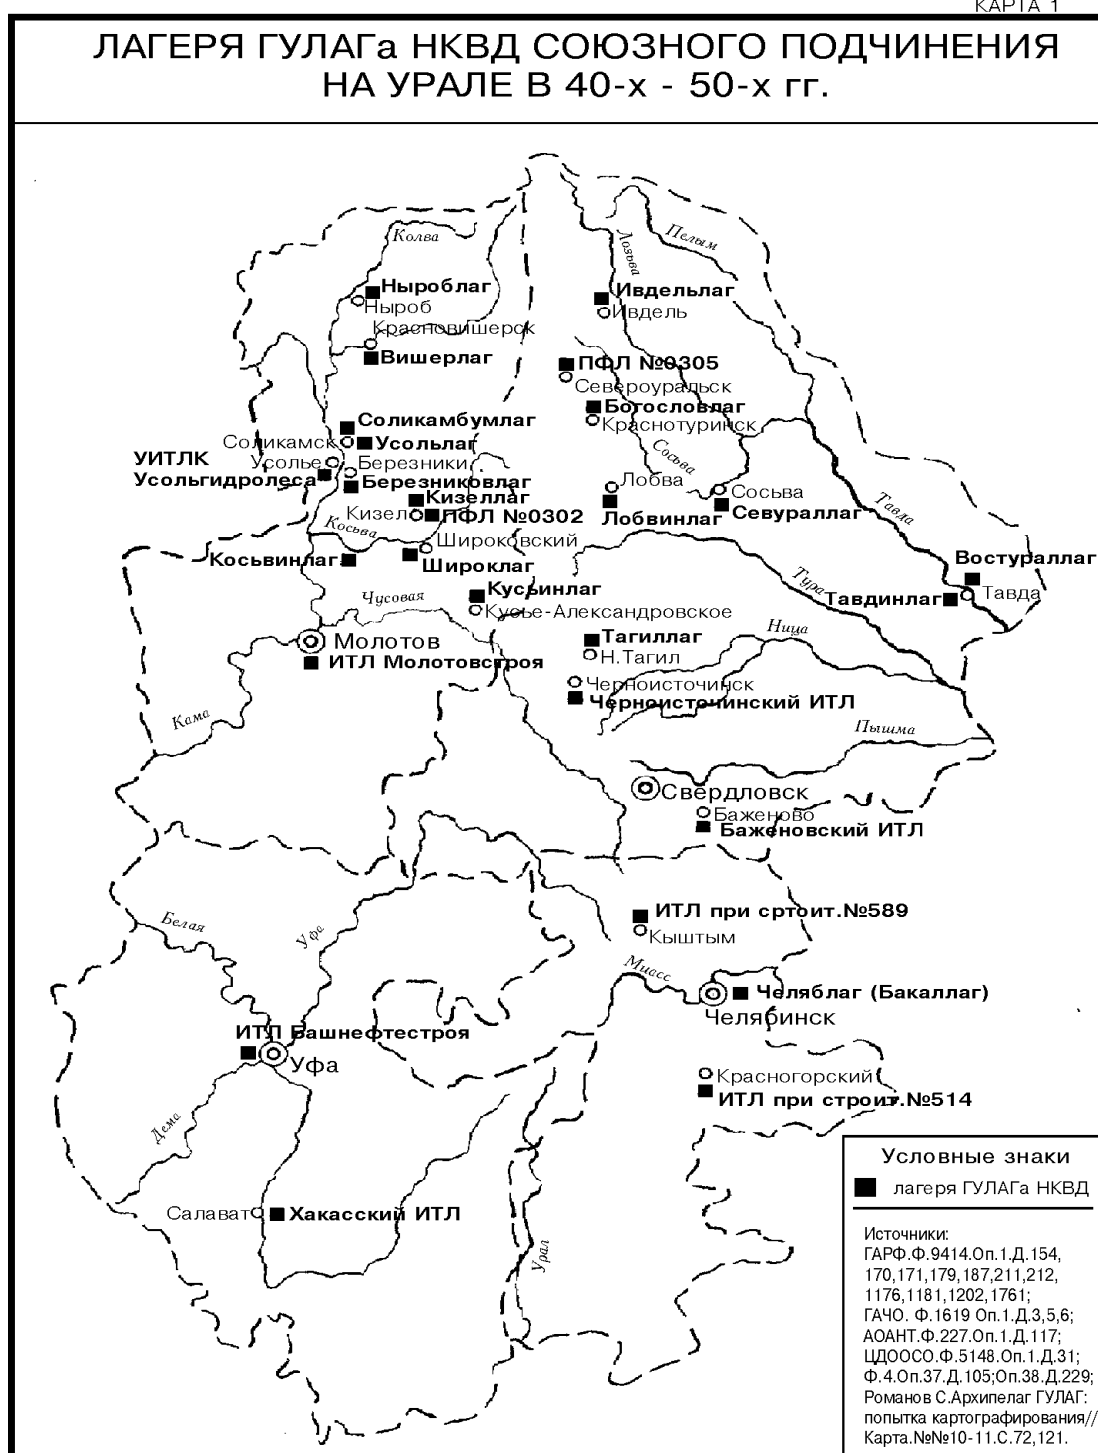 КАРТА 1
ЛАГЕРЯ ГУЛАГа НКВД СОЮЗНОГО ПОДЧИНЕНИЯ
НА УРАЛЕ В 40-х - 50-х гг.
Колва
Лозьва
Пелым
Ныроблаг
Ныроб
Ивдельлаг
Ивдель
Красновишерск
Вишерлаг
ПФЛ №0305
Североуральск
Богословлаг
Краснотуринск
Соликамбумлаг
Соликамск
Усольлаг
УИТЛК
Усольгидролеса
Усолье
Березники
Березниковлаг
Сосьва
Лобва
Лобвинлаг
Сосьва
Севураллаг
Тавда
Кизеллаг
Кизел
ПФЛ №0302
Косьва
Широковский
Широклаг
Косьвинлаг
Востураллаг
Тавдинлаг
Тавда
Тура
Чусовая
Кусьинлаг
Кусье-Александровское
Ница
Молотов
ИТЛ Молотовстроя
Тагиллаг
Н.Тагил
Черноисточинск
Черноисточинский ИТЛ
Кама
Пышма
Свердловск
Баженово
Баженовский ИТЛ
Белая
Уфа
ИТЛ при сртоит.№589
Кыштым
Миасс
Челяблаг (Бакаллаг)
Челябинск
ИТЛ Башнефтестроя
Уфа
Красногорский
ИТЛ при строит.№514
Дема
Салават
Хакасский ИТЛ
Урал
Условные знаки
лагеря ГУЛАГа НКВД
Источники:
ГАРФ.Ф.9414.Оп.1.Д.154,
170,171,179,187,211,212,
1176,1181,1202,1761;
ГАЧО. Ф.1619 Оп.1.Д.3,5,6;
АОАНТ.Ф.227.Оп.1.Д.117;
ЦДООСО.Ф.5148.Оп.1.Д.31;
Ф.4.Оп.37.Д.105;Оп.38.Д.229;
Романов С.Архипелаг ГУЛАГ:
попытка картографирования//
Карта.№№10-11.С.72,121.